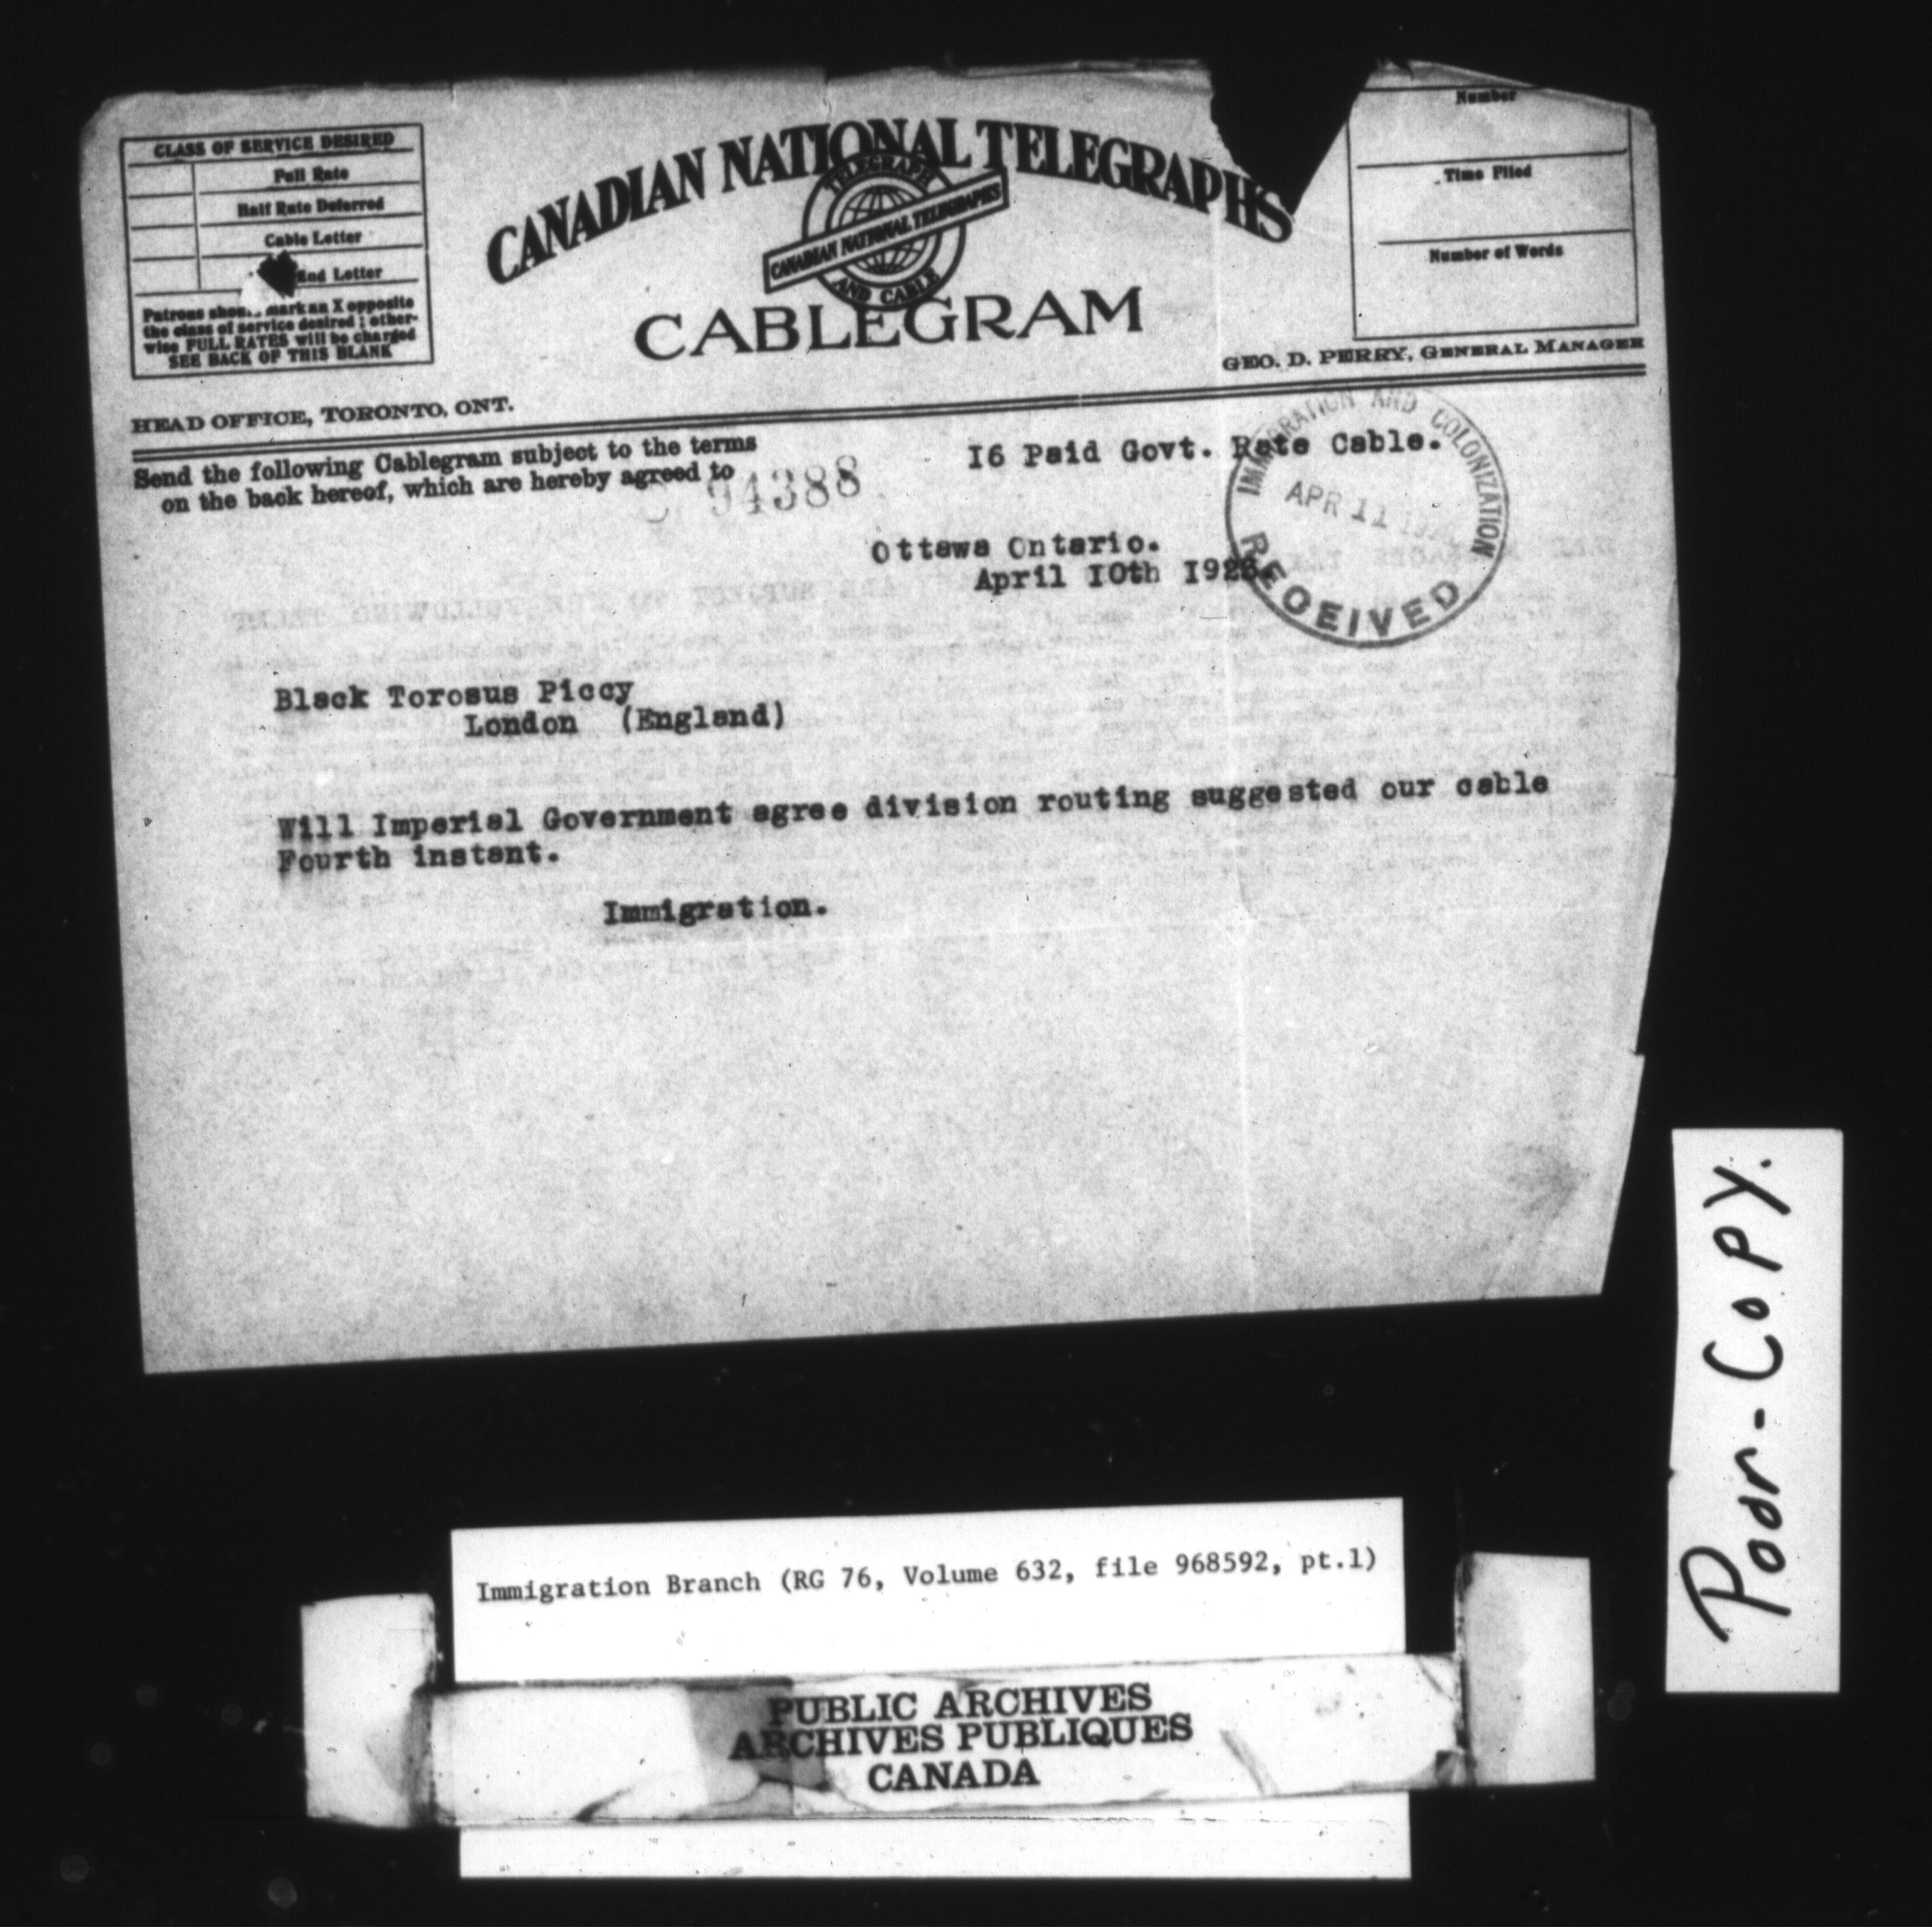 CLASS OF SERVICE DESIRED
Full Rate
Half Rate Deferred
Cable Letter
End Letter
Patrons shou.. mark an X opposite
the class of service desired ; other-
wise FULL RATES will be charged
SEE BACK OF THIS BLANK
CANADIAN NATIONAL TELEGRAPHS
TELEGRAPH
CANADIAN NATIONAL TELEGRAPHS
AND CABLE
CABLEGRAM
Number
Time Filed
Number of Words
GEO. D. PERRY, GENERAL MANAGER
HEAD OFFICE, TORONTO, ONT.
Send the following Cablegram subject to the terms
on the back hereof, which are hereby agreed to
94388
I6 Paid Govt. Rate Cable.
IMMIGRATION AND COLONIZATION
APR 11
RECEIVED
Ottawa Ontario.
April I0th
Black Torosus Piccy
London (England)
Will Imperial Government agree division routing suggested our cable
Fourth instant.
Immigration.
Poor-Copy.
Immigration Branch (RG 76, Volume 632, file 968592, pt.1)
PUBLIC ARCHIVES
ARCHIVES PUBLIQUES
CANADA